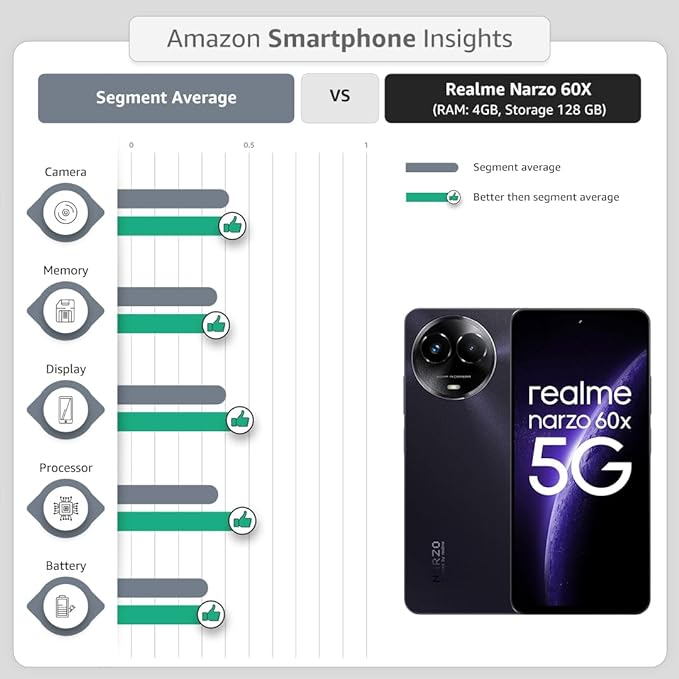 Amazon Smartphone Insights
Segment Average
VS
Realme Narzo 60X
(RAM: 4GB, Storage 128 GB)
0
0.5
1
Camera
Memory
Display
Processor
Battery
Segment average
Better then segment average
realme
narzo 60x
5G
NARZO